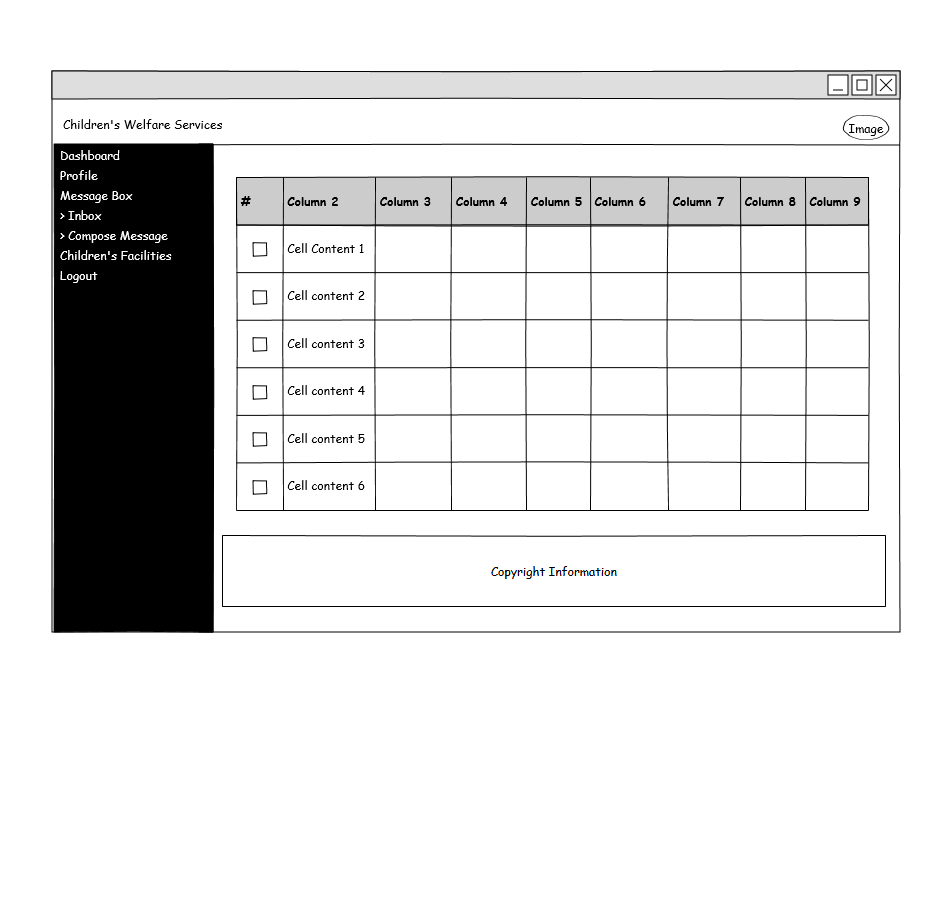 Children's Welfare Services
Image
Dashboard
Profile
Message Box
> Inbox
> Compose Message
Children's Facilities
Logout
# Column 2 Column 3 Column 4 Column 5 Column 6 Column 7 Column 8 Column 9
Cell Content 1
Cell content 2
Cell content 3
Cell content 4
Cell content 5
Cell content 6
Copyright Information